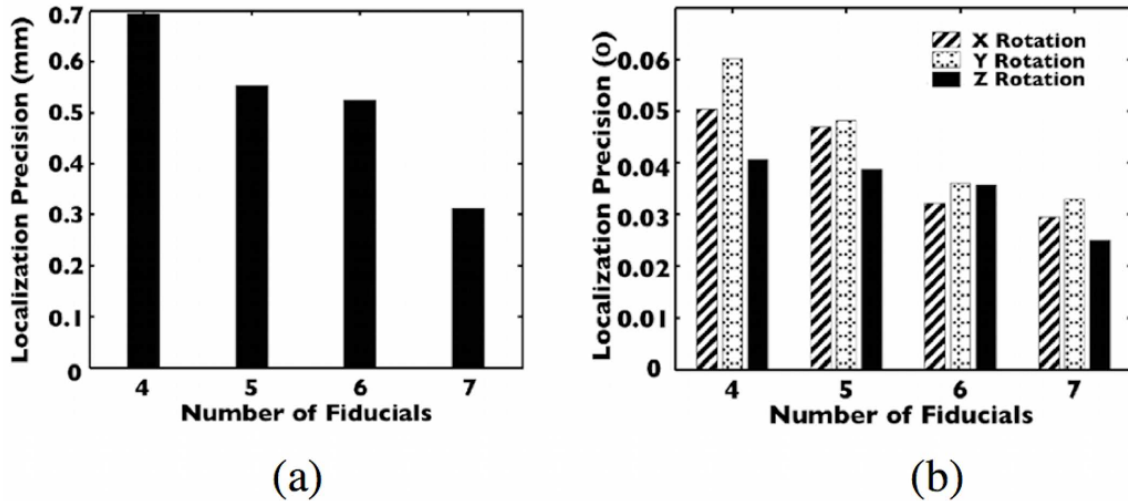 Localization Precision (mm)
0.7
0.6
0.5
0.4
0.3
0.2
0.1
0
4 5 6 7
Number of Fiducials
(a)
Localization Precision (o)
0.06
0.05
0.04
0.03
0.02
0.01
0
X Rotation
Y Rotation
Z Rotation
4 5 6 7
Number of Fiducials
(b)